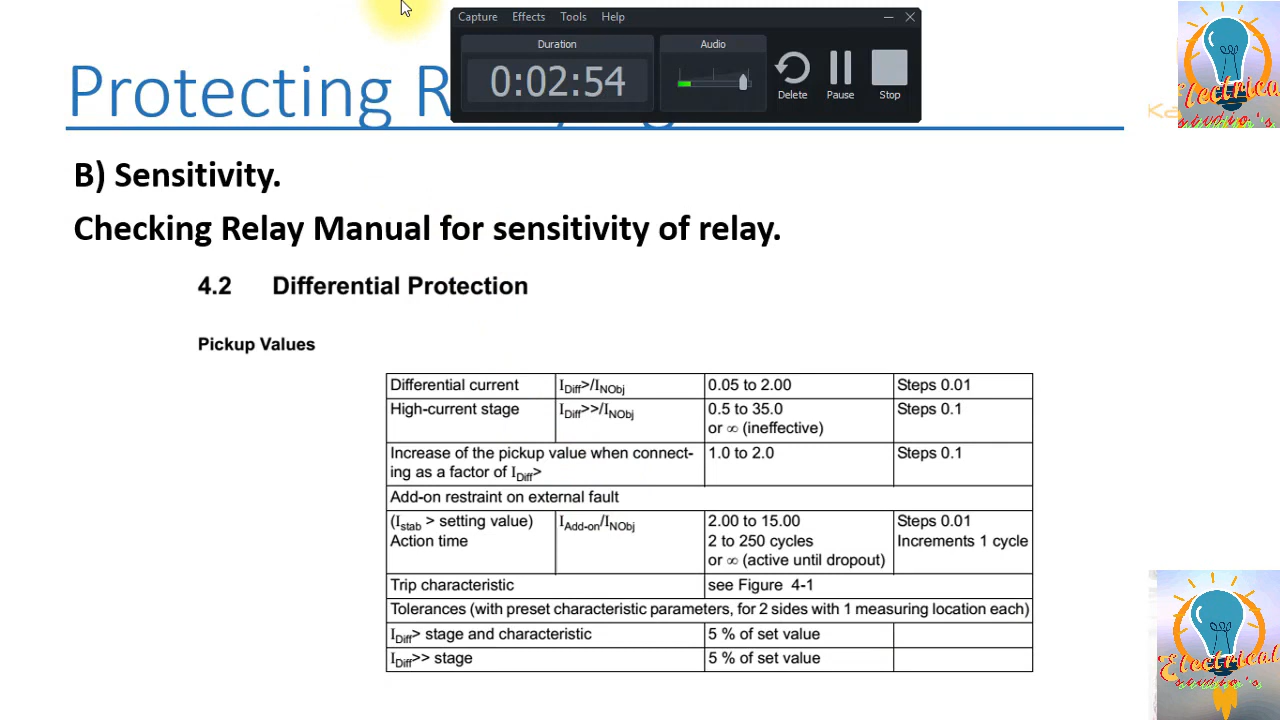 Capture Effects Tools Help
Duration Audio
0:02:54
Delete Pause Stop
Protecting R
Electrical
studio's
B) Sensitivity.
Checking Relay Manual for sensitivity of relay.
4.2 Differential Protection
Pickup Values
Differential current IDiff>/INObj 0.05 to 2.00 Steps 0.01
High-current stage IDiff>>/INObj 0.5 to 35.0 Steps 0.1
or ∞ (ineffective)
Increase of the pickup value when connect- 1.0 to 2.0 Steps 0.1
ing as a factor of IDiff>
Add-on restraint on external fault
(Istab > setting value) IAdd-on/INObj 2.00 to 15.00 Steps 0.01
Action time 2 to 250 cycles Increments 1 cycle
or ∞ (active until dropout)
Trip characteristic see Figure 4-1
Tolerances (with preset characteristic parameters, for 2 sides with 1 measuring location each)
IDiff> stage and characteristic 5 % of set value
IDiff>> stage 5 % of set value
Electrical
studio's